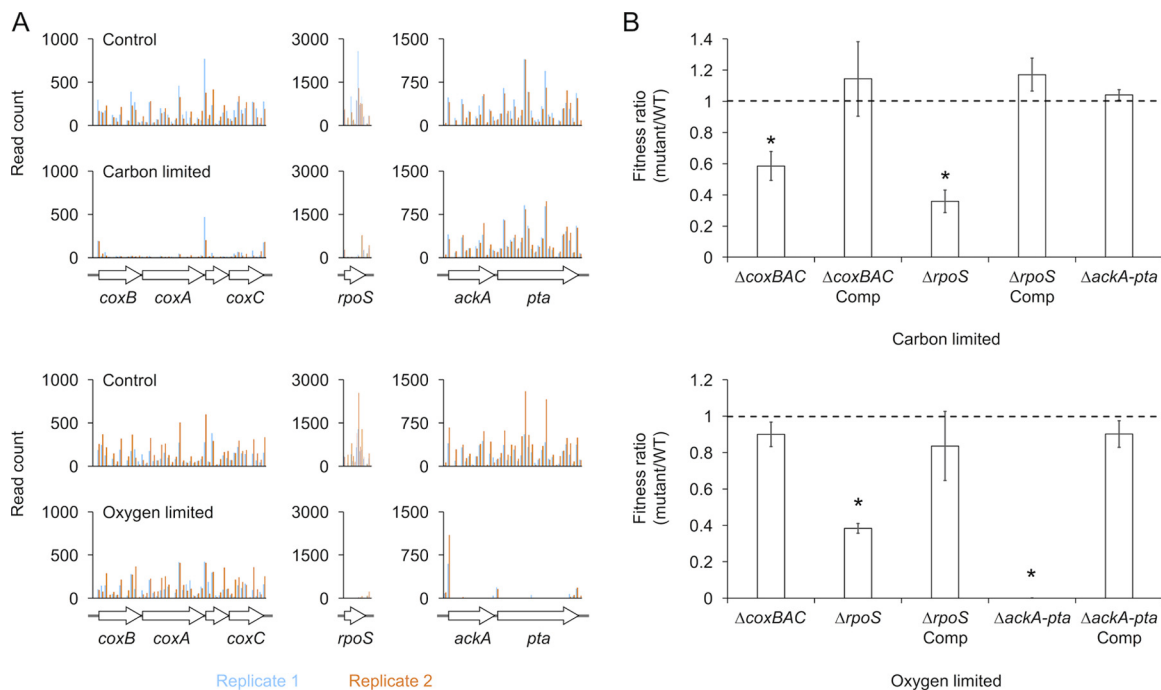 A
B
Control
Read count
1000
500
0
3000
1500
0
1500
750
0
Carbon limited
1000
500
0
3000
1500
0
1500
750
0
coxB coxA coxC rpoS ackA pta
Control
Read count
1000
500
0
3000
1500
0
1500
750
0
Oxygen limited
1000
500
0
3000
1500
0
1500
750
0
coxB coxA coxC rpoS ackA pta
Replicate 1 Replicate 2
Fitness ratio
(mutant/WT)
1.4
1.2
1
0.8
0.6
0.4
0.2
0
*
*
ΔcoxBAC ΔcoxBAC ΔrpoS ΔrpoS ΔackA-pta
Comp Comp
Carbon limited
Fitness ratio
(mutant/WT)
1.2
1
0.8
0.6
0.4
0.2
0
*
*
ΔcoxBAC ΔrpoS ΔrpoS ΔackA-pta ΔackA-pta
Comp Comp
Oxygen limited